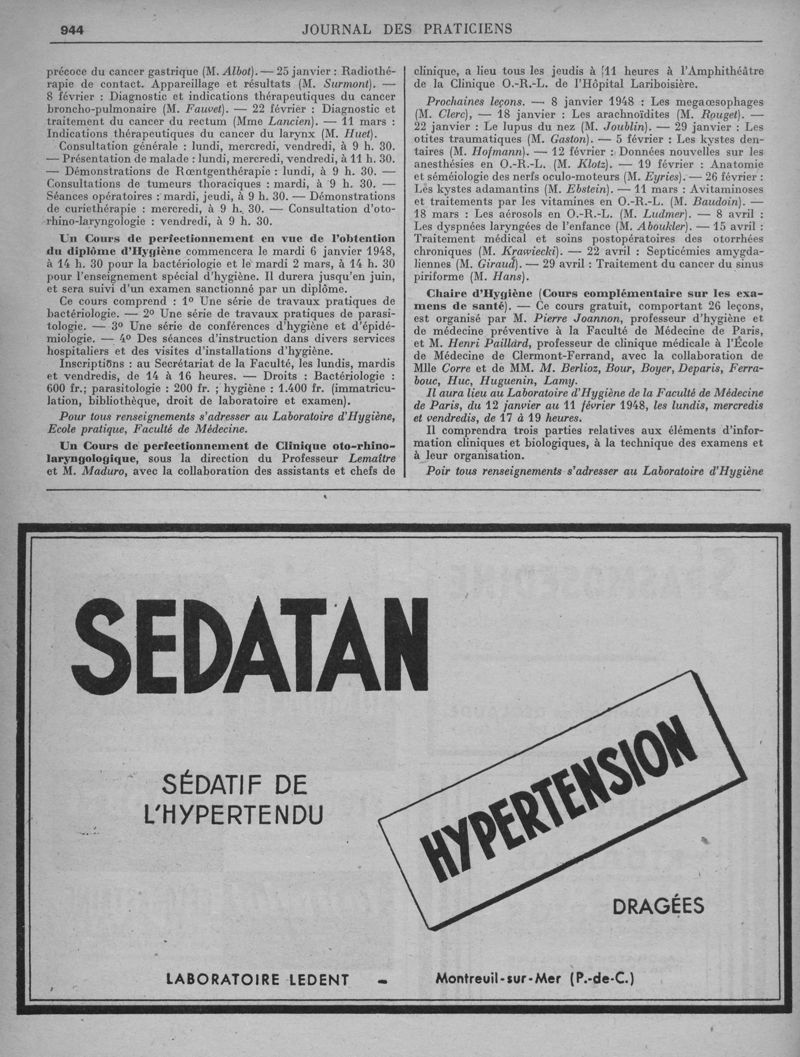 944
JOURNAL DES PRATICIENS
précoce du cancer gastrique (M. Albot). — 25 janvier : Radiothé-
rapie de contact. Appareillage et résultats (M. Surmont). —
8 février : Diagnostic et indications thérapeutiques du cancer
broncho-pulmonaire (M. Fauvet). — 22 février : Diagnostic et
traitement du cancer du rectum (Mme Lancien). — 11 mars :
Indications thérapeutiques du cancer du larynx (M. Huet).
Consultation générale : lundi, mercredi, vendredi, à 9 h. 30.
— Présentation de malade : lundi, mercredi, vendredi, à 11 h. 30.
— Démonstrations de Rœntgenthérapie : lundi, à 9 h. 30. —
Consultations de tumeurs thoraciques : mardi, à 9 h. 30. —
Séances opératoires : mardi, jeudi, à 9 h. 30. — Démonstrations
de curiethérapie : mercredi, à 9 h. 30. — Consultation d'oto-
rhino-laryngologie : vendredi, à 9 h. 30.
Un Cours de perfectionnement en vue de l'obtention
du diplôme d'Hygiène commencera le mardi 6 janvier 1948,
à 14 h. 30 pour la bactériologie et le mardi 2 mars, à 14 h. 30
pour l'enseignement spécial d'hygiène. Il durera jusqu'en juin,
et sera suivi d'un examen sanctionné par un diplôme.
Ce cours comprend : 1º Une série de travaux pratiques de
bactériologie. — 2º Une série de travaux pratiques de parasi-
tologie. — 3º Une série de conférences d'hygiène et d'épidé-
miologie. — 4º Des séances d'instruction dans divers services
hospitaliers et des visites d'installations d'hygiène.
Inscriptions : au Secrétariat de la Faculté, les lundis, mardis
et vendredis, de 14 à 16 heures. — Droits : Bactériologie :
600 fr.; parasitologie : 200 fr. ; hygiène : 1.400 fr. (immatricu-
lation, bibliothèque, droit de laboratoire et examen).
Pour tous renseignements s'adresser au Laboratoire d'Hygiène,
Ecole pratique, Faculté de Médecine.
Un Cours de perfectionnement de Clinique oto-rhino-
laryngologique, sous la direction du Professeur Lemaître
et M. Maduro, avec la collaboration des assistants et chefs de
clinique, a lieu tous les jeudis à [11 heures à l'Amphithéâtre
de la Clinique O.-R.-L. de l'Hôpital Lariboisière.
Prochaines leçons. — 8 janvier 1948 : Les megaœsophages
(M. Clerc), — 18 janvier : Les arachnoïdites (M. Rouget). —
22 janvier : Le lupus du nez (M. Joublin). — 29 janvier : Les
otites traumatiques (M. Gaston). — 5 février : Les kystes den-
taires (M. Hofmann). — 12 février : Données nouvelles sur les
anesthésies en O.-R.-L. (M. Klotz). — 19 février : Anatomie
et séméiologie des nerfs oculo-moteurs (M. Eyries). — 26 février :
Les kystes adamantins (M. Ebstein). — 11 mars : Avitaminoses
et traitements par les vitamines en O.-R.-L. (M. Baudoin). —
18 mars : Les aérosols en O.-R.-L. (M. Ludmer). — 8 avril :
Les dyspnées laryngées de l'enfance (M. Aboukler). — 15 avril :
Traitement médical et soins postopératoires des otorrhées
chroniques (M. Krawiecki). — 22 avril : Septicémies amygda-
liennes (M. Giraud). — 29 avril : Traitement du cancer du sinus
piriforme (M. Hans).
Chaire d'Hygiène (Cours complémentaire sur les exa-
mens de santé). — Ce cours gratuit, comportant 26 leçons,
est organisé par M. Pierre Joannon, professeur d'hygiène et
de médecine préventive à la Faculté de Médecine de Paris,
et M. Henri Paillard, professeur de clinique médicale à l'École
de Médecine de Clermont-Ferrand, avec la collaboration de
Mlle Corre et de MM. M. Berlioz, Bour, Boyer, Deparis, Ferra-
bouc, Huc, Huguenin, Lamy.
Il aura lieu au Laboratoire d'Hygiène de la Faculté de Médecine
de Paris, du 12 janvier au 11 février 1948, les lundis, mercredis
et vendredis, de 17 à 19 heures.
Il comprendra trois parties relatives aux éléments d'infor-
mation cliniques et biologiques, à la technique des examens et
à leur organisation.
Poir tous renseignements s'adresser au Laboratoire d'Hygiène
SEDATAN
SÉDATIF DE
L'HYPERTENDU
HYPERTENSION
DRAGÉES
LABORATOIRE LEDENT - Montreuil-sur-Mer (P.-de-C.)